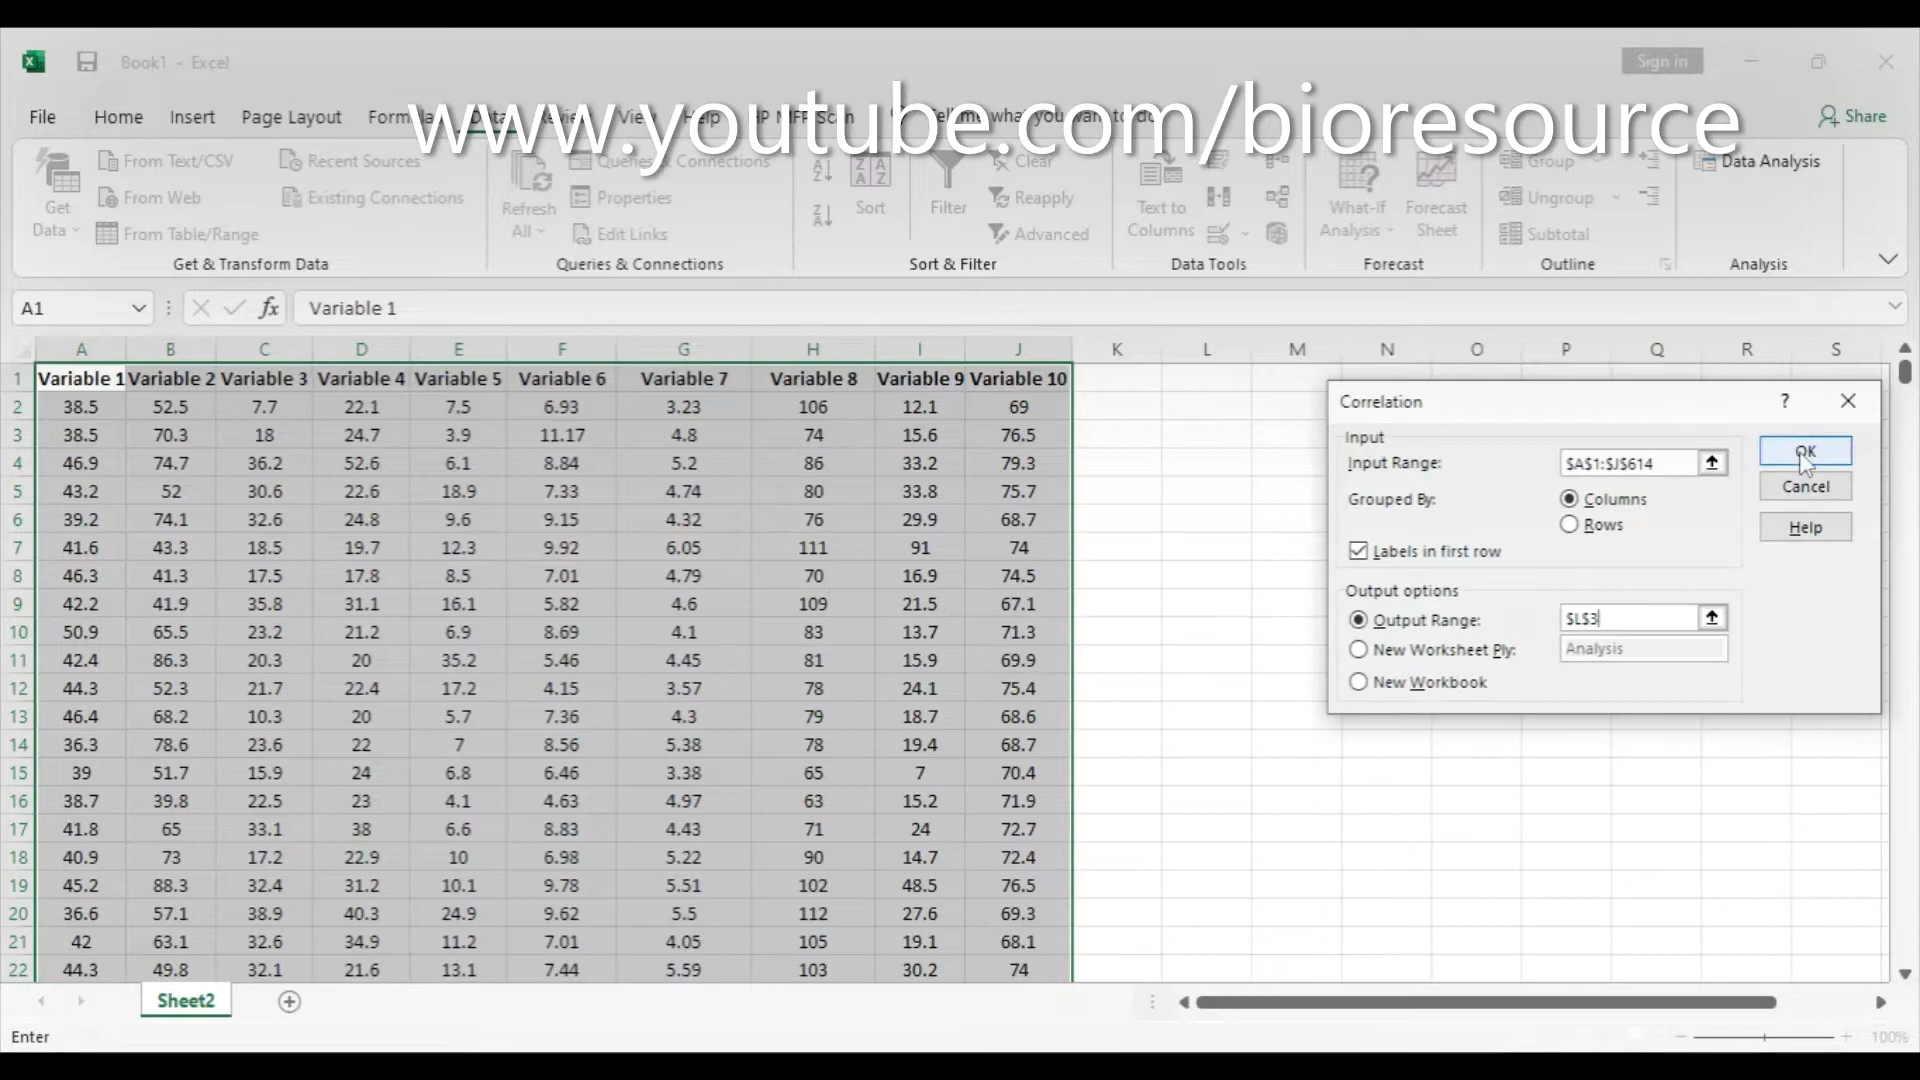 Book1 - Excel
Sign in
www.youtube.com/bioresource
File Home Insert Page Layout Formulas Data Review View Help HP MFP Scan Tell me what you want to do Share
Get Data
From Text/CSV
From Web
From Table/Range
Recent Sources
Existing Connections
Get & Transform Data
Refresh All
Queries & Connections
Properties
Edit Links
Queries & Connections
Sort
Filter
Clear
Reapply
Advanced
Sort & Filter
Text to Columns
Data Tools
What-If Analysis
Forecast Sheet
Forecast
Group
Ungroup
Subtotal
Outline
Data Analysis
Analysis
A1 fx Variable 1
A B C D E F G H I J K L M N O P Q R S
1 Variable 1 Variable 2 Variable 3 Variable 4 Variable 5 Variable 6 Variable 7 Variable 8 Variable 9 Variable 10
2 38.5 52.5 7.7 22.1 7.5 6.93 3.23 106 12.1 69
3 38.5 70.3 18 24.7 3.9 11.17 4.8 74 15.6 76.5
4 46.9 74.7 36.2 52.6 6.1 8.84 5.2 86 33.2 79.3
5 43.2 52 30.6 22.6 18.9 7.33 4.74 80 33.8 75.7
6 39.2 74.1 32.6 24.8 9.6 9.15 4.32 76 29.9 68.7
7 41.6 43.3 18.5 19.7 12.3 9.92 6.05 111 91 74
8 46.3 41.3 17.5 17.8 8.5 7.01 4.79 70 16.9 74.5
9 42.2 41.9 35.8 31.1 16.1 5.82 4.6 109 21.5 67.1
10 50.9 65.5 23.2 21.2 6.9 8.69 4.1 83 13.7 71.3
11 42.4 86.3 20.3 20 35.2 5.46 4.45 81 15.9 69.9
12 44.3 52.3 21.7 22.4 17.2 4.15 3.57 78 24.1 75.4
13 46.4 68.2 10.3 20 5.7 7.36 4.3 79 18.7 68.6
14 36.3 78.6 23.6 22 7 8.56 5.38 78 19.4 68.7
15 39 51.7 15.9 24 6.8 6.46 3.38 65 7 70.4
16 38.7 39.8 22.5 23 4.1 4.63 4.97 63 15.2 71.9
17 41.8 65 33.1 38 6.6 8.83 4.43 71 24 72.7
18 40.9 73 17.2 22.9 10 6.98 5.22 90 14.7 72.4
19 45.2 88.3 32.4 31.2 10.1 9.78 5.51 102 48.5 76.5
20 36.6 57.1 38.9 40.3 24.9 9.62 5.5 112 27.6 69.3
21 42 63.1 32.6 34.9 11.2 7.01 4.05 105 19.1 68.1
22 44.3 49.8 32.1 21.6 13.1 7.44 5.59 103 30.2 74
Correlation ?
Input
Input Range: $A$1:$J$614
Grouped By: Columns
Rows
Labels in first row
Output options
Output Range: $L$3
New Worksheet Ply: Analysis
New Workbook
OK
Cancel
Help
Sheet2
Enter
100%